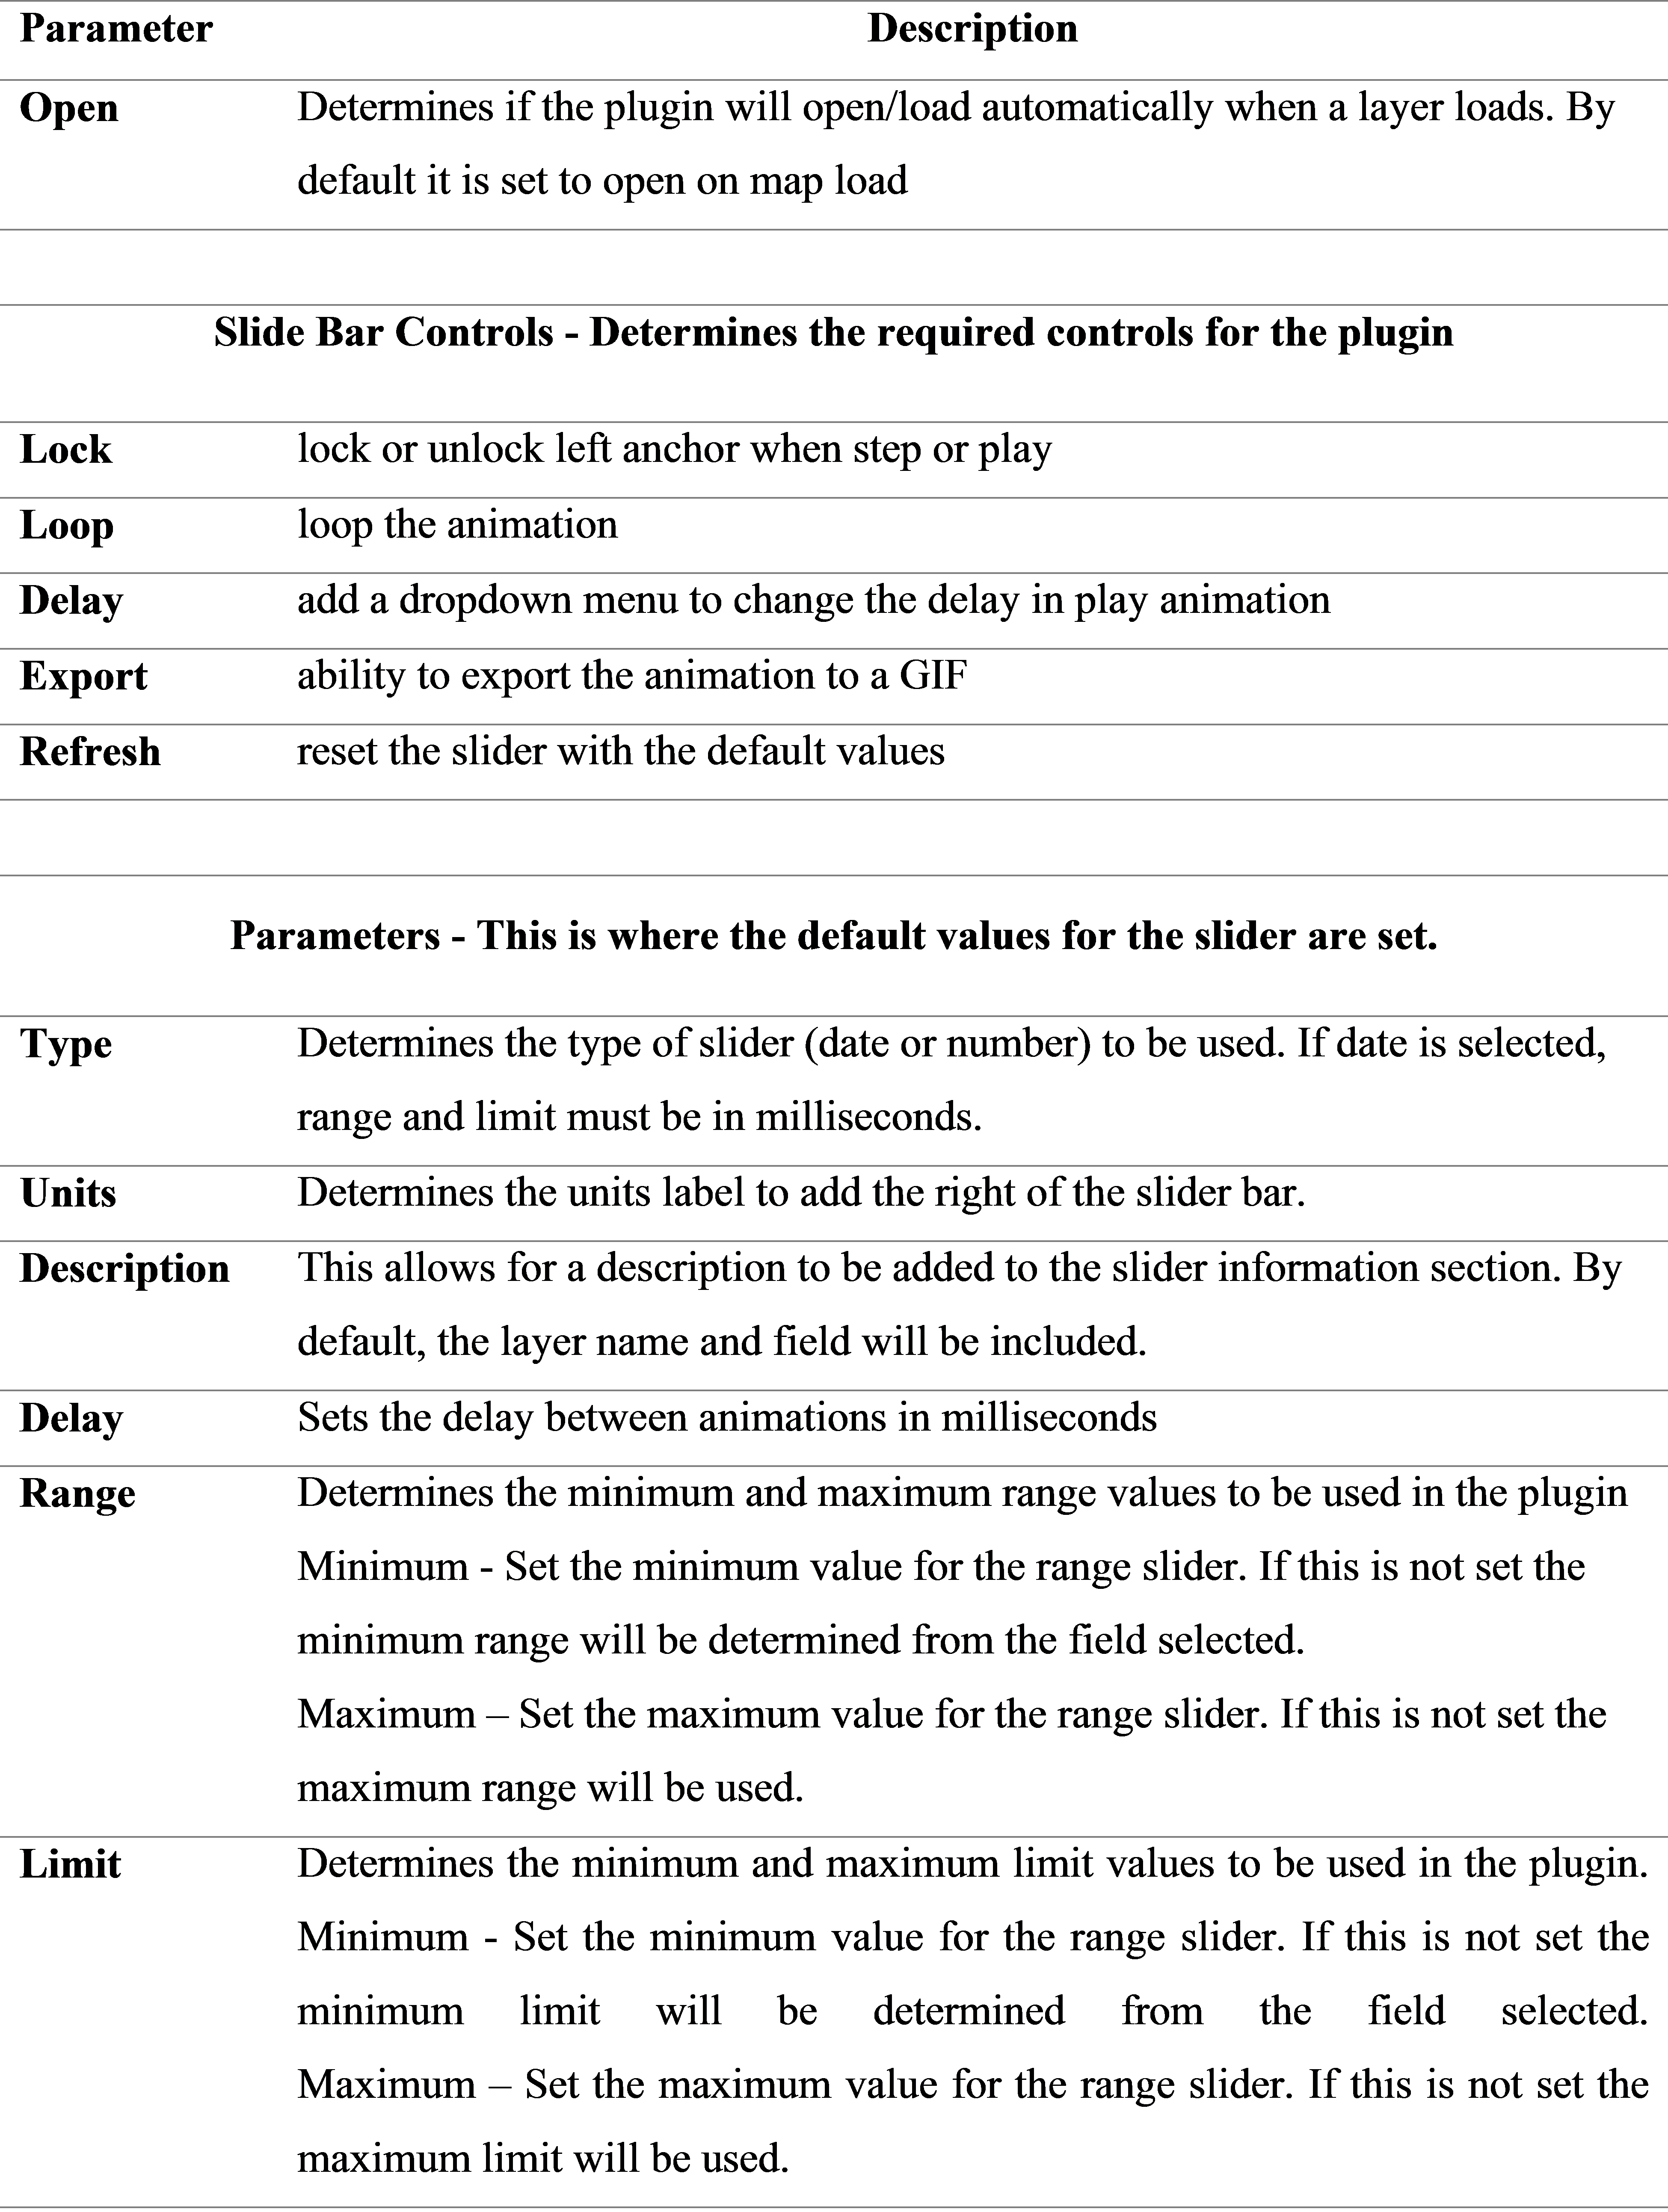 Parameter Description
Open Determines if the plugin will open/load automatically when a layer loads. By
default it is set to open on map load
Slide Bar Controls - Determines the required controls for the plugin
Lock lock or unlock left anchor when step or play
Loop loop the animation
Delay add a dropdown menu to change the delay in play animation
Export ability to export the animation to a GIF
Refresh reset the slider with the default values
Parameters - This is where the default values for the slider are set.
Type Determines the type of slider (date or number) to be used. If date is selected,
range and limit must be in milliseconds.
Units Determines the units label to add the right of the slider bar.
Description This allows for a description to be added to the slider information section. By
default, the layer name and field will be included.
Delay Sets the delay between animations in milliseconds
Range Determines the minimum and maximum range values to be used in the plugin
Minimum - Set the minimum value for the range slider. If this is not set the
minimum range will be determined from the field selected.
Maximum – Set the maximum value for the range slider. If this is not set the
maximum range will be used.
Limit Determines the minimum and maximum limit values to be used in the plugin.
Minimum - Set the minimum value for the range slider. If this is not set the
minimum limit will be determined from the field selected.
Maximum – Set the maximum value for the range slider. If this is not set the
maximum limit will be used.